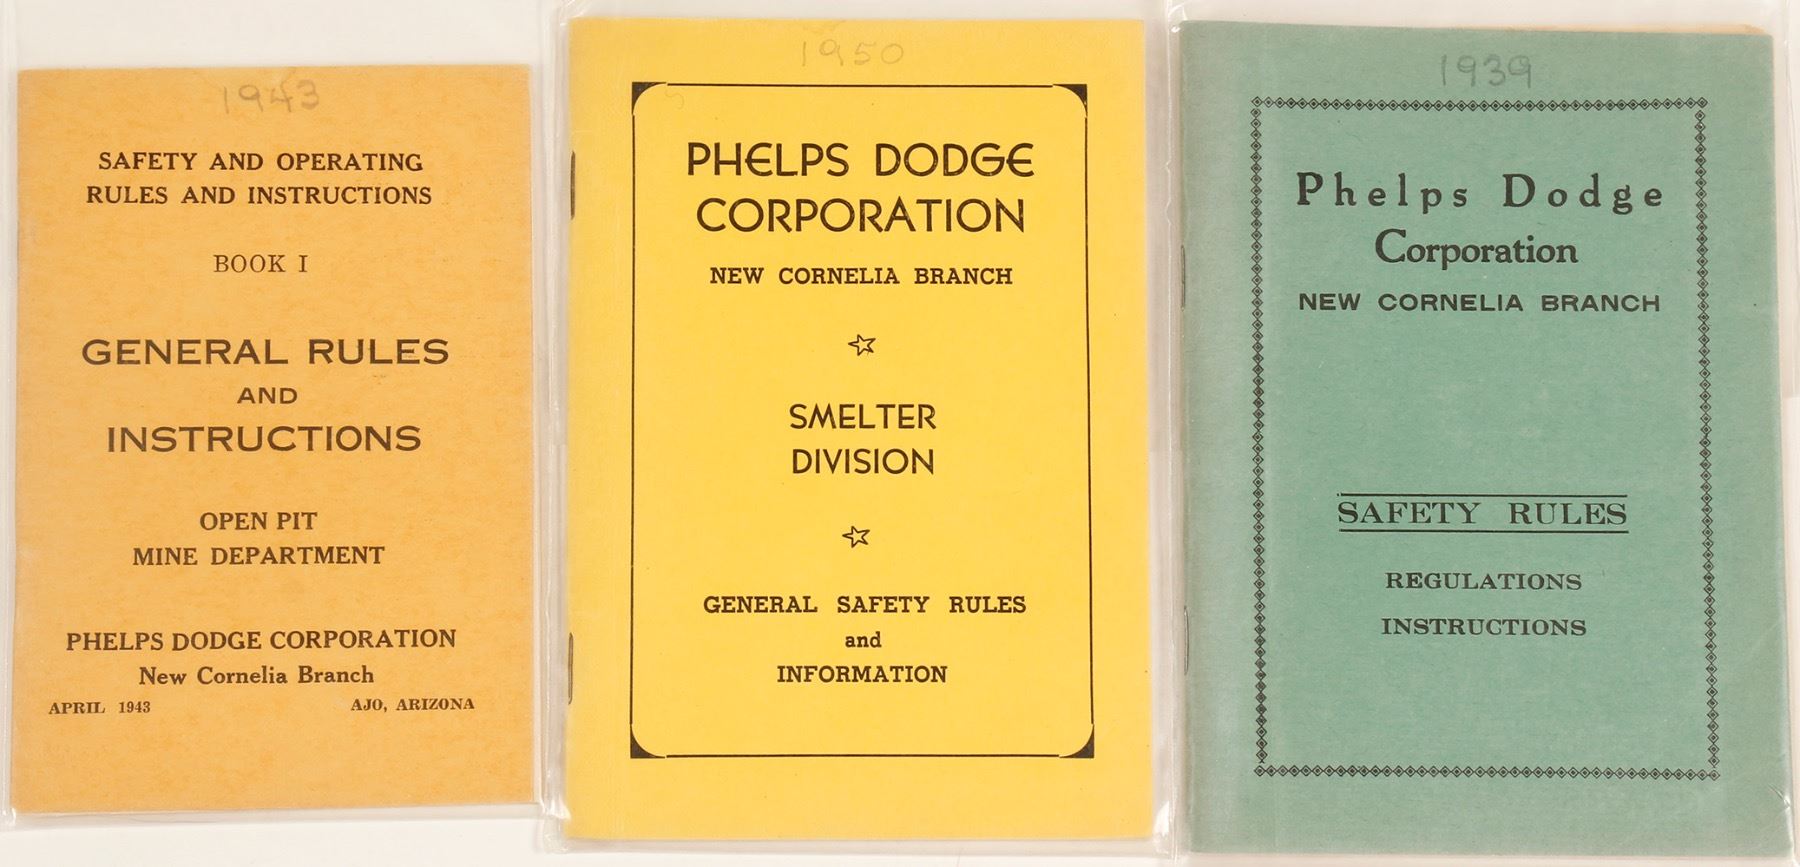 1943
SAFETY AND OPERATING
RULES AND INSTRUCTIONS
BOOK I
GENERAL RULES
AND
INSTRUCTIONS
OPEN PIT
MINE DEPARTMENT
PHELPS DODGE CORPORATION
New Cornelia Branch
APRIL 1943 AJO, ARIZONA
1950
PHELPS DODGE
CORPORATION
NEW CORNELIA BRANCH
SMELTER
DIVISION
GENERAL SAFETY RULES
and
INFORMATION
1939
Phelps Dodge
Corporation
NEW CORNELIA BRANCH
SAFETY RULES
REGULATIONS
INSTRUCTIONS